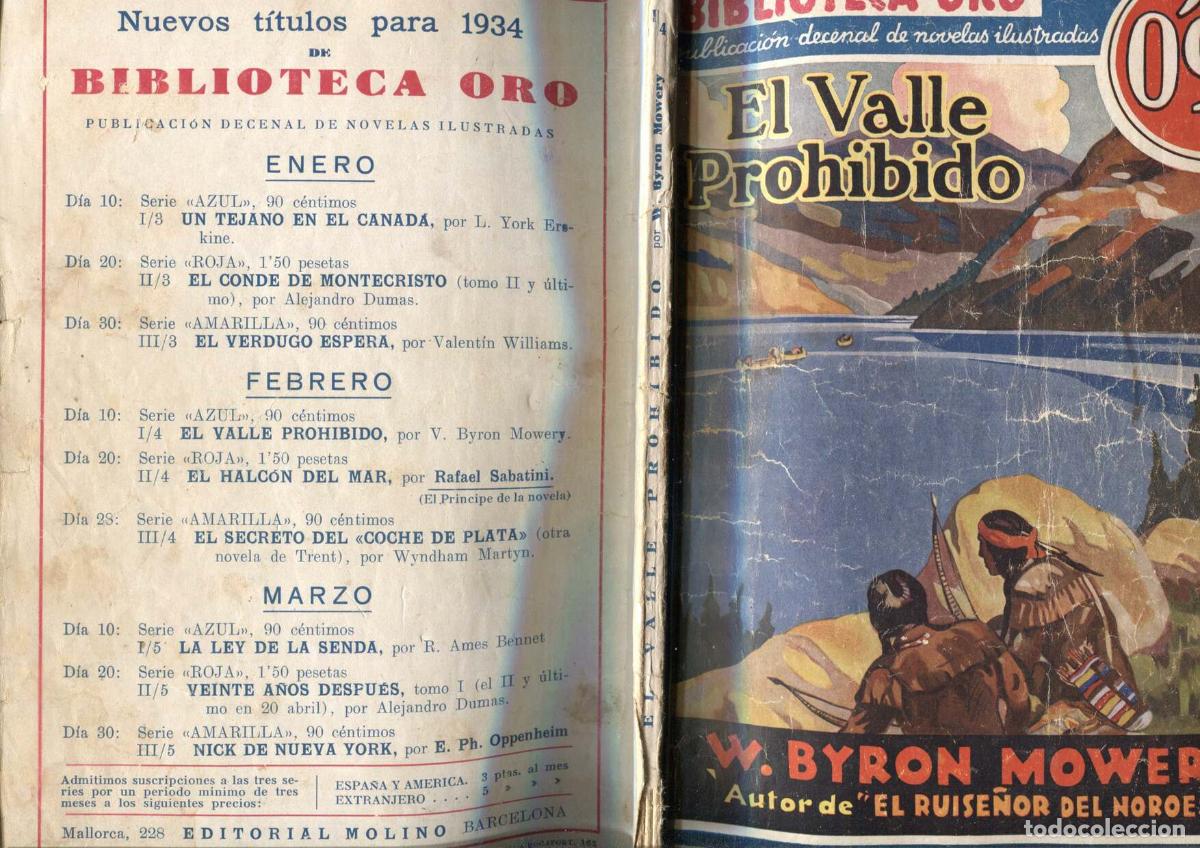 Nuevos títulos para 1934
DE
BIBLIOTECA ORO
PUBLICACIÓN DECENAL DE NOVELAS ILUSTRADAS
ENERO
Día 10: Serie «AZUL», 90 céntimos
I/3 UN TEJANO EN EL CANADÁ, por L. York Ers-
kine.
Día 20: Serie «ROJA», 1'50 pesetas
II/3 EL CONDE DE MONTECRISTO (tomo II y últi-
mo), por Alejandro Dumas.
Día 30: Serie «AMARILLA», 90 céntimos
III/3 EL VERDUGO ESPERA, por Valentín Williams.
FEBRERO
Día 10: Serie «AZUL», 90 céntimos
I/4 EL VALLE PROHIBIDO, por V. Byron Mowery.
Día 20: Serie «ROJA», 1'50 pesetas
II/4 EL HALCÓN DEL MAR, por Rafael Sabatini.
(El Príncipe de la novela)
Día 28: Serie «AMARILLA», 90 céntimos
III/4 EL SECRETO DEL «COCHE DE PLATA» (otra
novela de Trent), por Wyndham Martyn.
MARZO
Día 10: Serie «AZUL», 90 céntimos
I/5 LA LEY DE LA SENDA, por R. Ames Bennet
Día 20: Serie «ROJA», 1'50 pesetas
II/5 VEINTE AÑOS DESPUÉS, tomo I (el II y últi-
mo en 20 abril), por Alejandro Dumas.
Día 30: Serie «AMARILLA», 90 céntimos
III/5 NICK DE NUEVA YORK, por E. Ph. Oppenheim
Admitimos suscripciones a las tres se-
ries por un período mínimo de tres
meses a los siguientes precios:
ESPAÑA Y AMERICA. 3 ptas. al mes
EXTRANJERO . . . . 5 » » »
Mallorca, 228 EDITORIAL MOLINO BARCELONA
4
EL VALLE PROHIBIDO por W. Byron Mowery
BIBLIOTECA ORO
publicación decenal de novelas ilustradas
0'9
El Valle
Prohibido
W. BYRON MOWER
Autor de "EL RUISEÑOR DEL NOROE
todocoleccion